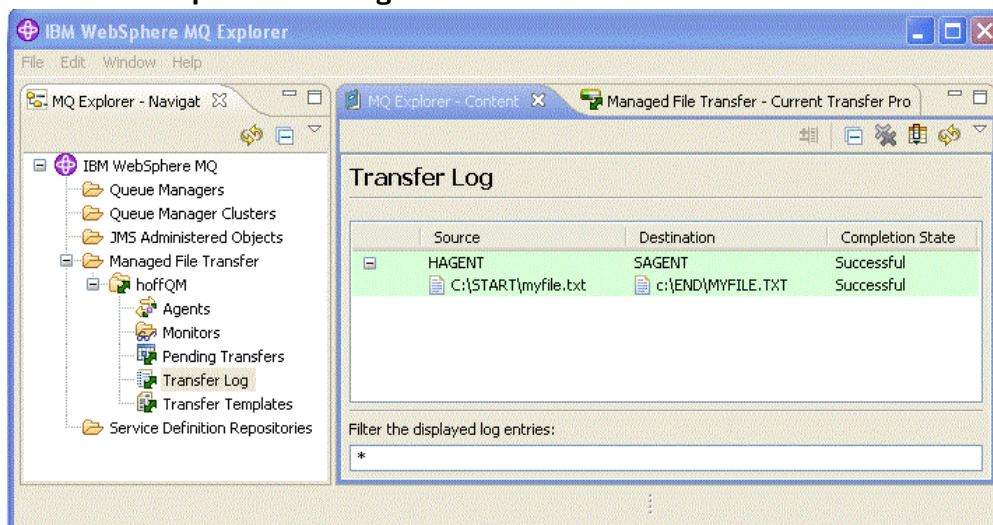 IBM WebSphere MQ Explorer
File Edit Window Help
MQ Explorer - Navigat
IBM WebSphere MQ
Queue Managers
Queue Manager Clusters
JMS Administered Objects
Managed File Transfer
hoffQM
Agents
Monitors
Pending Transfers
Transfer Log
Transfer Templates
Service Definition Repositories
MQ Explorer - Content
Managed File Transfer - Current Transfer Pro
Transfer Log
Source Destination Completion State
HAGENT SAGENT Successful
C:\START\myfile.txt c:\END\MYFILE.TXT Successful
Filter the displayed log entries:
*